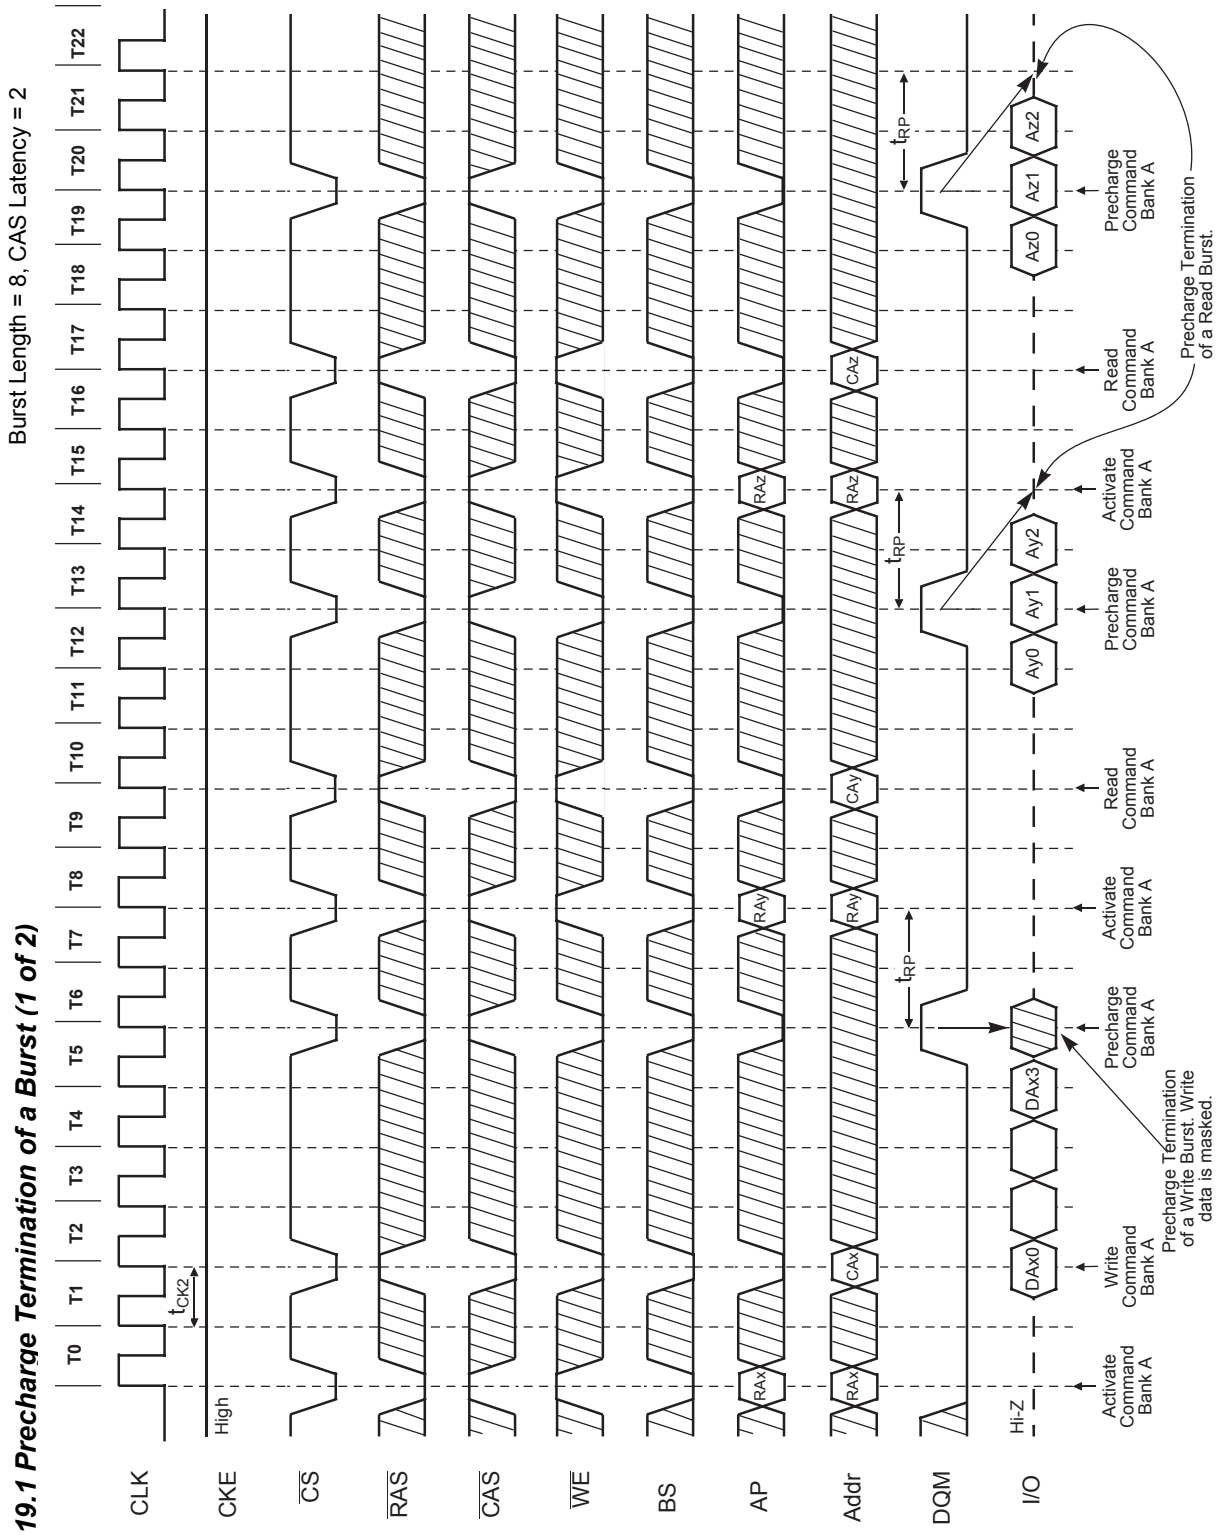 19.1 Precharge Termination of a Burst (1 of 2)
Burst Length = 8, CAS Latency = 2
T0 T1 T2 T3 T4 T5 T6 T7 T8 T9 T10 T11 T12 T13 T14 T15 T16 T17 T18 T19 T20 T21 T22
CLK
tCK2
CKE
High
CS
RAS
CAS
WE
BS
AP
RAx RAy RAz
Addr
RAx CAx RAy CAy RAz CAz
tRP tRP tRP
DQM
I/O
Hi-Z
DAx0 DAx3 Ay0 Ay1 Ay2 Az0 Az1 Az2
Activate
Command
Bank A
Write
Command
Bank A
Precharge
Command
Bank A
Activate
Command
Bank A
Read
Command
Bank A
Precharge
Command
Bank A
Activate
Command
Bank A
Read
Command
Bank A
Precharge
Command
Bank A
Precharge Termination
of a Write Burst. Write
data is masked.
Precharge Termination
of a Read Burst.